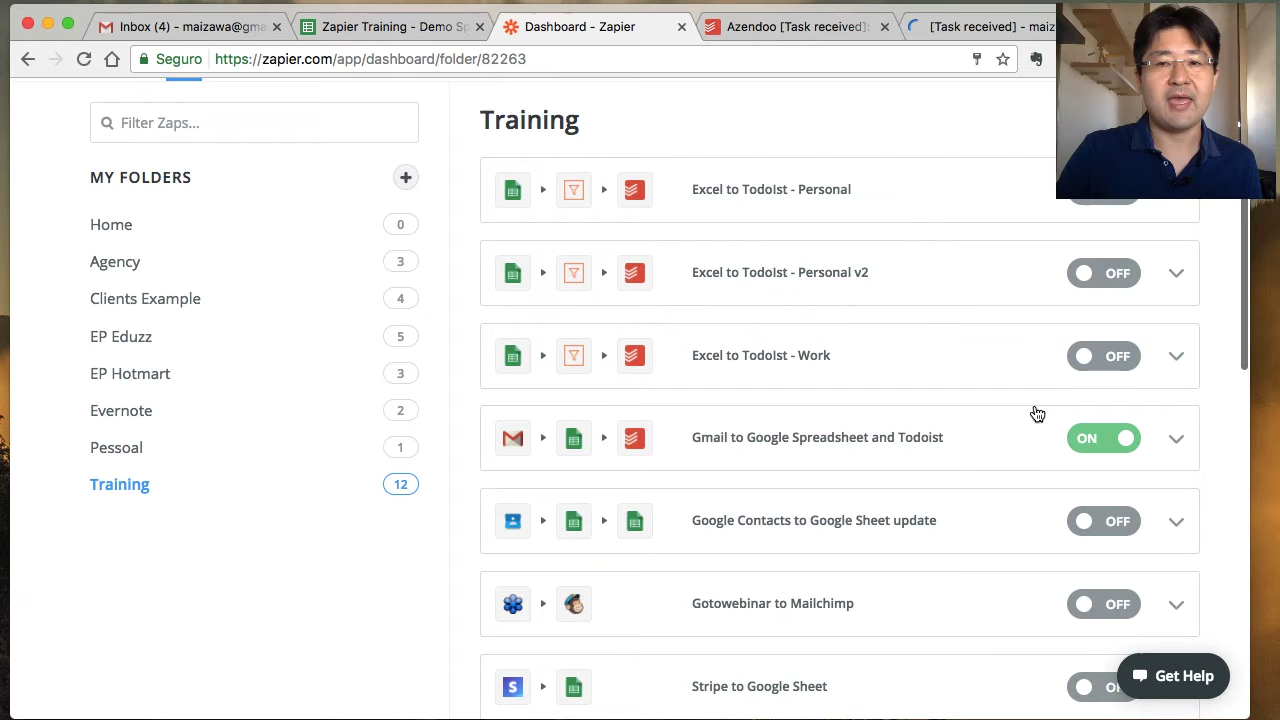 Inbox (4) - maizawa@gma
Zapier Training - Demo Sp
Dashboard - Zapier
Azendoo [Task received]:
[Task received] - maiz
Seguro
https://zapier.com/app/dashboard/folder/82263
Filter Zaps...
MY FOLDERS
Home 0
Agency 3
Clients Example 4
EP Eduzz 5
EP Hotmart 3
Evernote 2
Pessoal 1
Training 12
Training
Excel to TodoIst - Personal
Excel to TodoIst - Personal v2 OFF
Excel to TodoIst - Work OFF
Gmail to Google Spreadsheet and Todoist ON
Google Contacts to Google Sheet update OFF
Gotowebinar to Mailchimp OFF
S Stripe to Google Sheet
Get Help